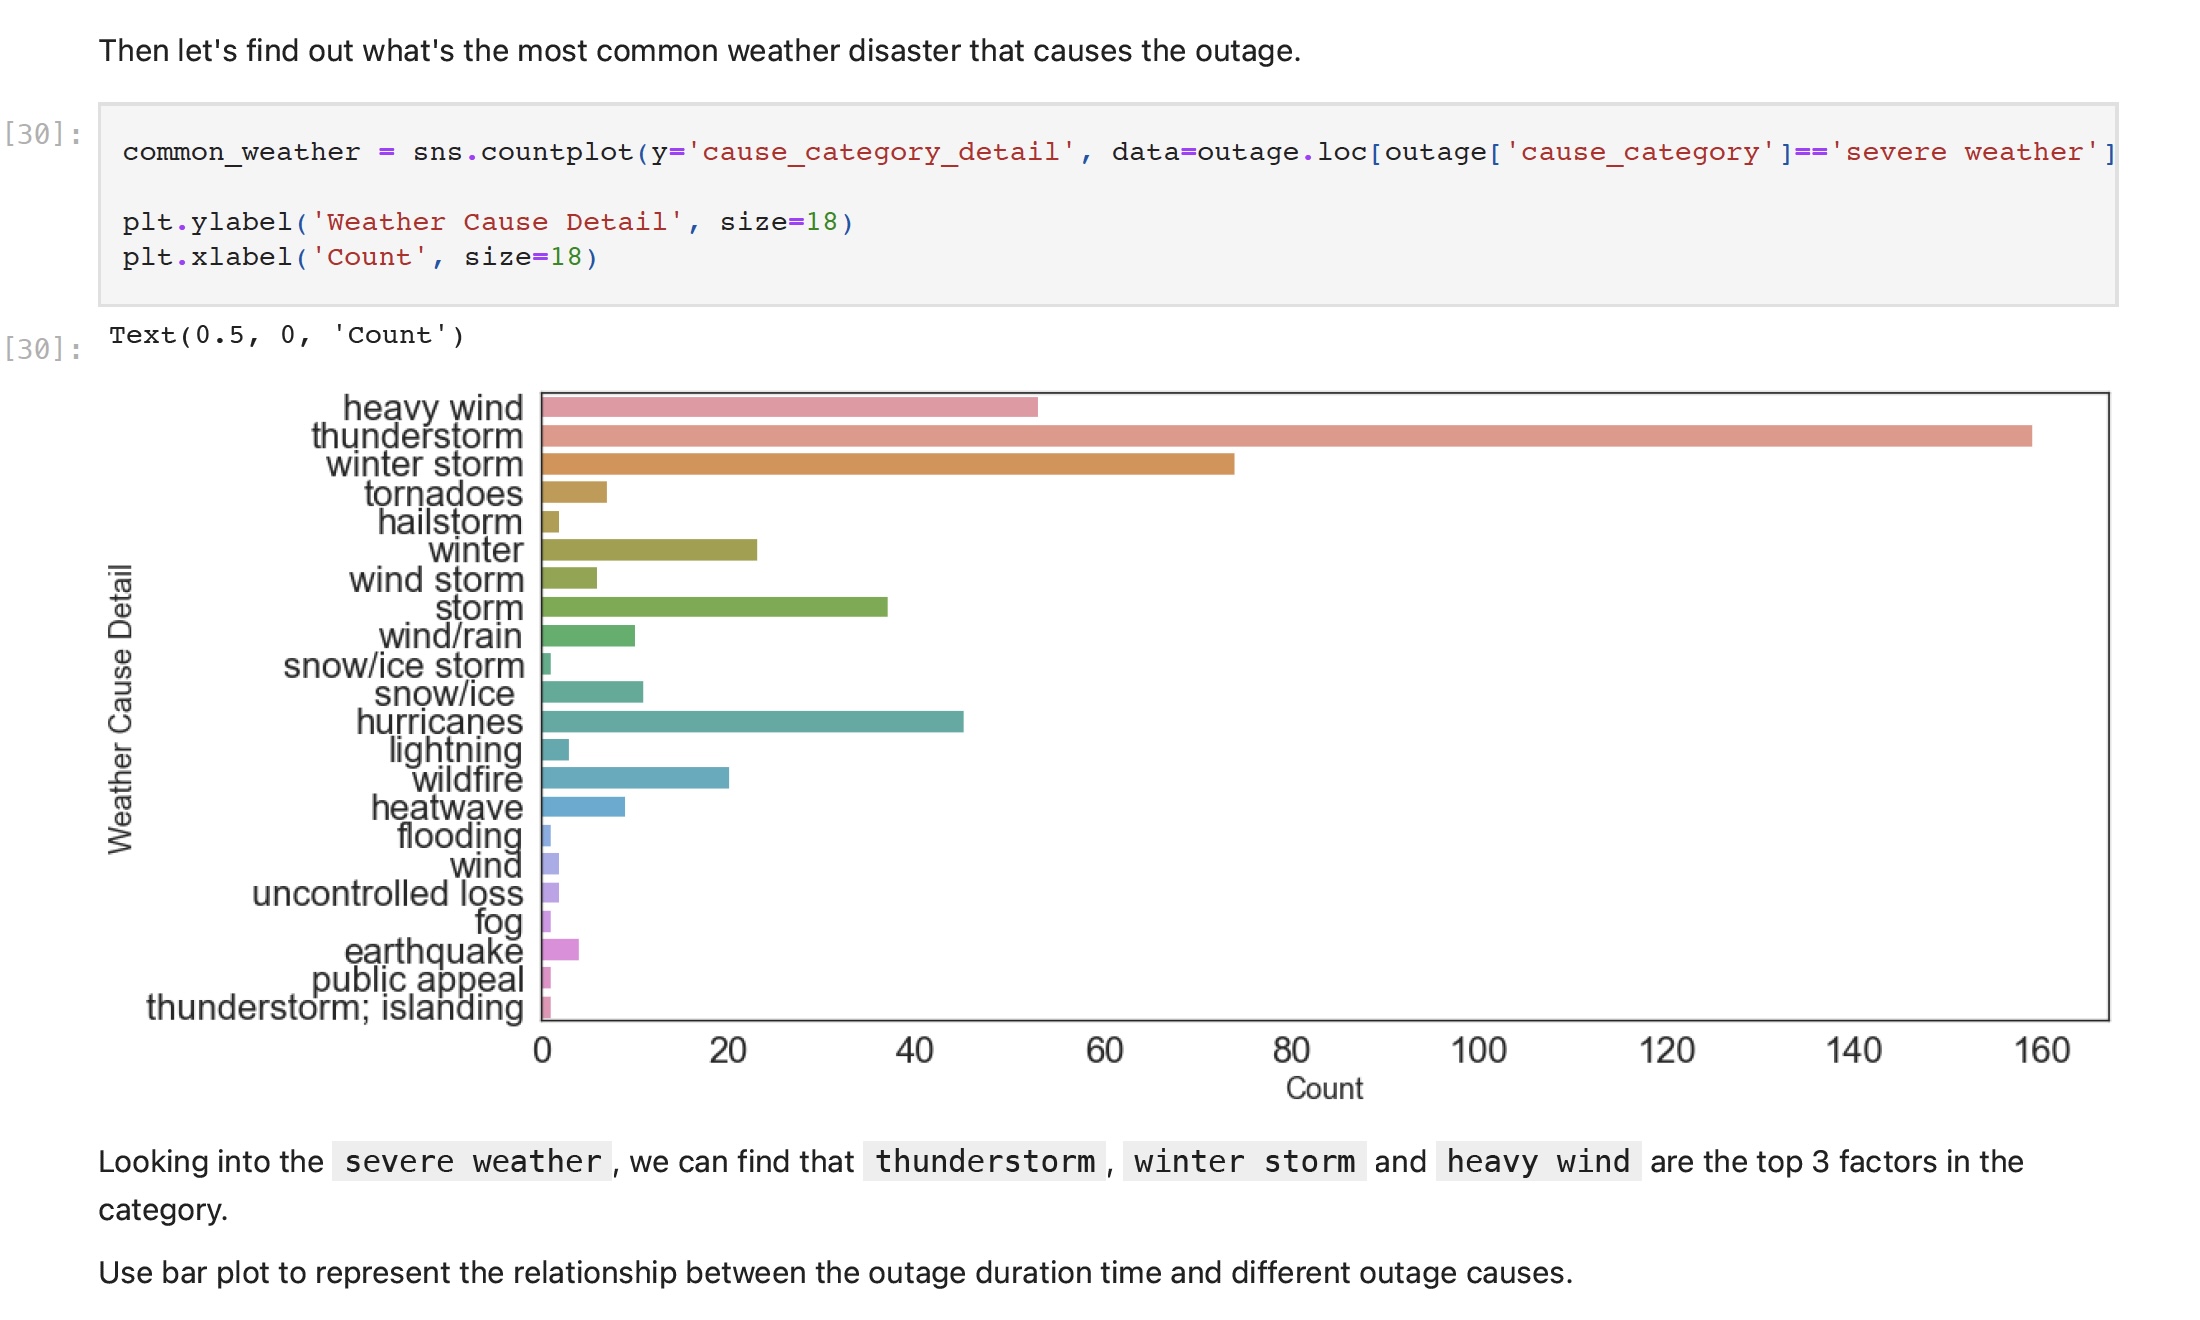 Then let's find out what's the most common weather disaster that causes the outage.
[30]:
common_weather = sns.countplot(y='cause_category_detail', data=outage.loc[outage['cause_category']=='severe weather']
plt.ylabel('Weather Cause Detail', size=18)
plt.xlabel('Count', size=18)
[30]:
Text(0.5, 0, 'Count')
Weather Cause Detail
heavy wind
thunderstorm
winter storm
tornadoes
hailstorm
winter
wind storm
storm
wind/rain
snow/ice storm
snow/ice
hurricanes
lightning
wildfire
heatwave
flooding
wind
uncontrolled loss
fog
earthquake
public appeal
thunderstorm; islanding
0 20 40 60 80 100 120 140 160
Count
Looking into the severe weather, we can find that thunderstorm, winter storm and heavy wind are the top 3 factors in the
category.
Use bar plot to represent the relationship between the outage duration time and different outage causes.